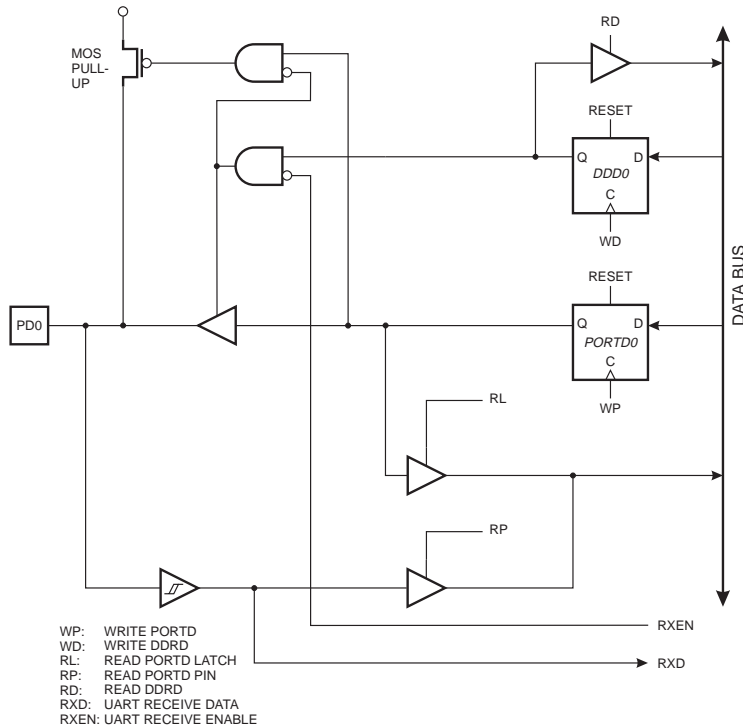 RD
MOS
PULL-
UP
RESET
Q D
DDD0
C
WD
DATA BUS
RESET
PD0
Q D
PORTD0
C
WP
RL
RP
RXEN
RXD
WP: WRITE PORTD
WD: WRITE DDRD
RL: READ PORTD LATCH
RP: READ PORTD PIN
RD: READ DDRD
RXD: UART RECEIVE DATA
RXEN: UART RECEIVE ENABLE